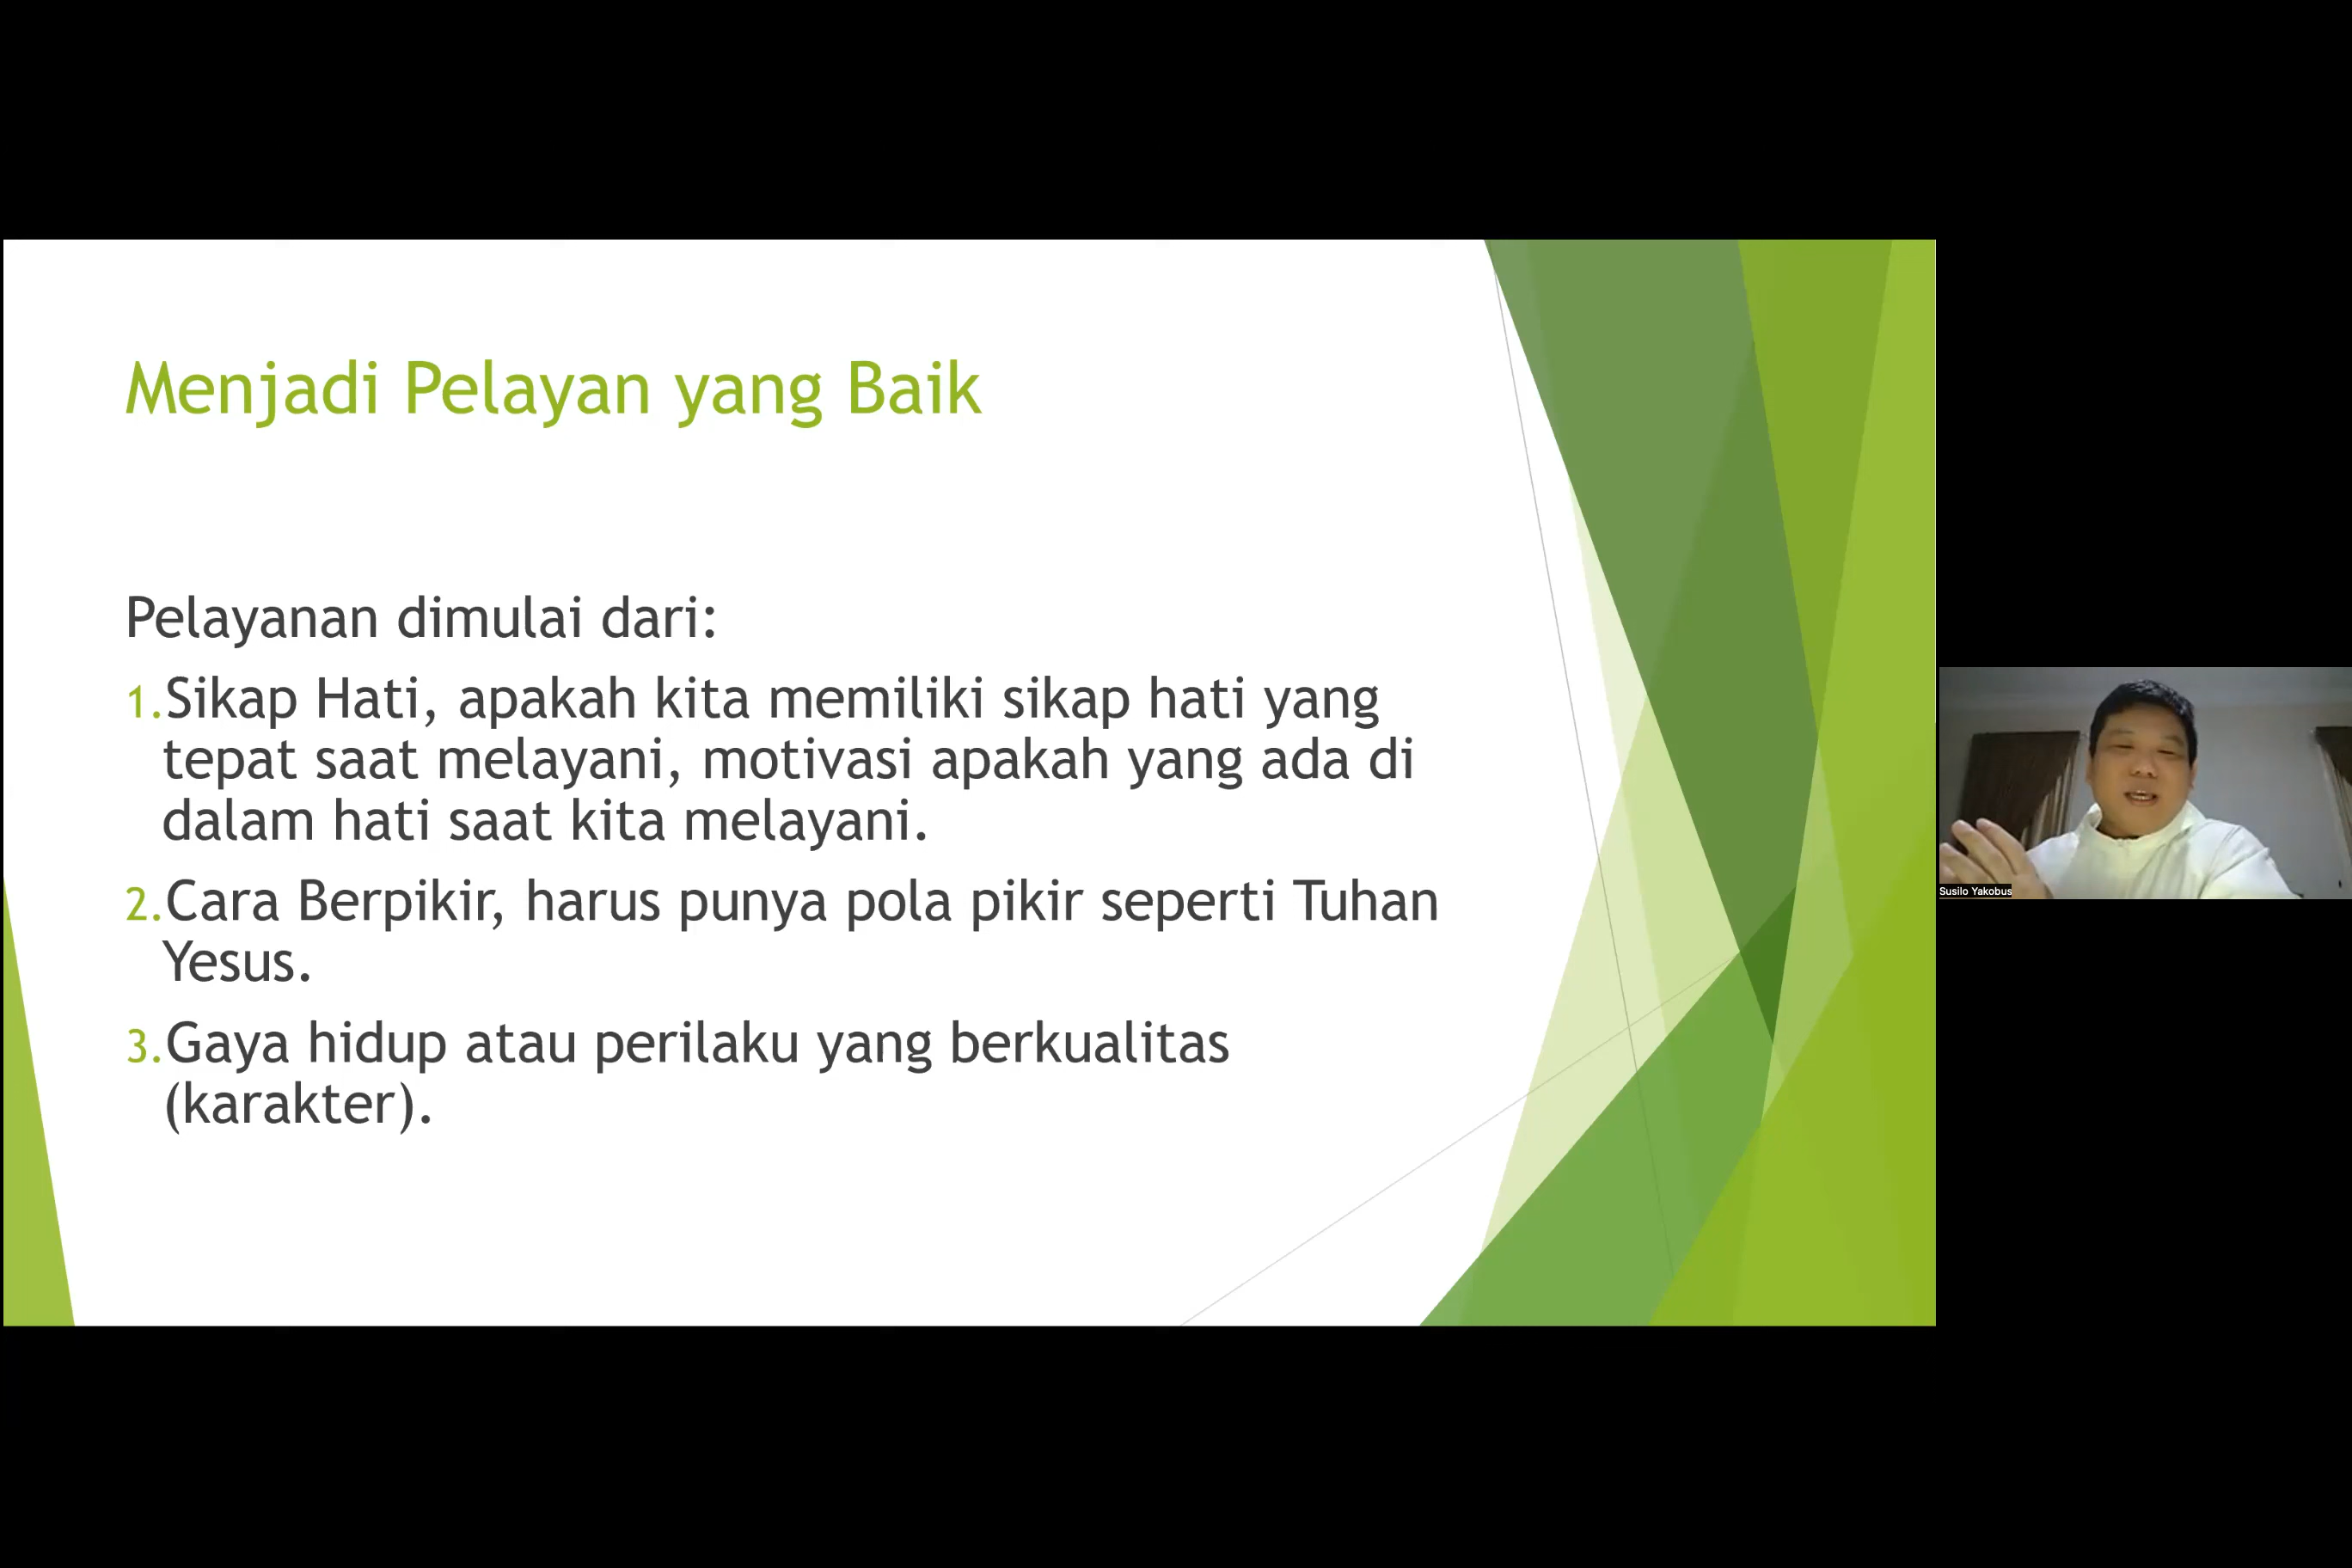 Menjadi Pelayan yang Baik
Pelayanan dimulai dari:
1.Sikap Hati, apakah kita memiliki sikap hati yang
tepat saat melayani, motivasi apakah yang ada di
dalam hati saat kita melayani.
2.Cara Berpikir, harus punya pola pikir seperti Tuhan
Yesus.
3.Gaya hidup atau perilaku yang berkualitas
(karakter).
Susilo Yakobus